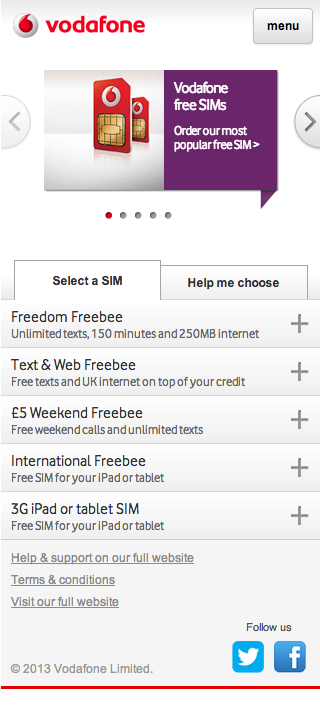 vodafone
menu
Vodafone
free SIMs
Order our most
popular free SIM >
Select a SIM
Help me choose
Freedom Freebee
Unlimited texts, 150 minutes and 250MB internet
Text & Web Freebee
Free texts and UK internet on top of your credit
£5 Weekend Freebee
Free weekend calls and unlimited texts
International Freebee
Free SIM for your iPad or tablet
3G iPad or tablet SIM
Free SIM for your iPad or tablet
Help & support on our full website
Terms & conditions
Visit our full website
Follow us
© 2013 Vodafone Limited.